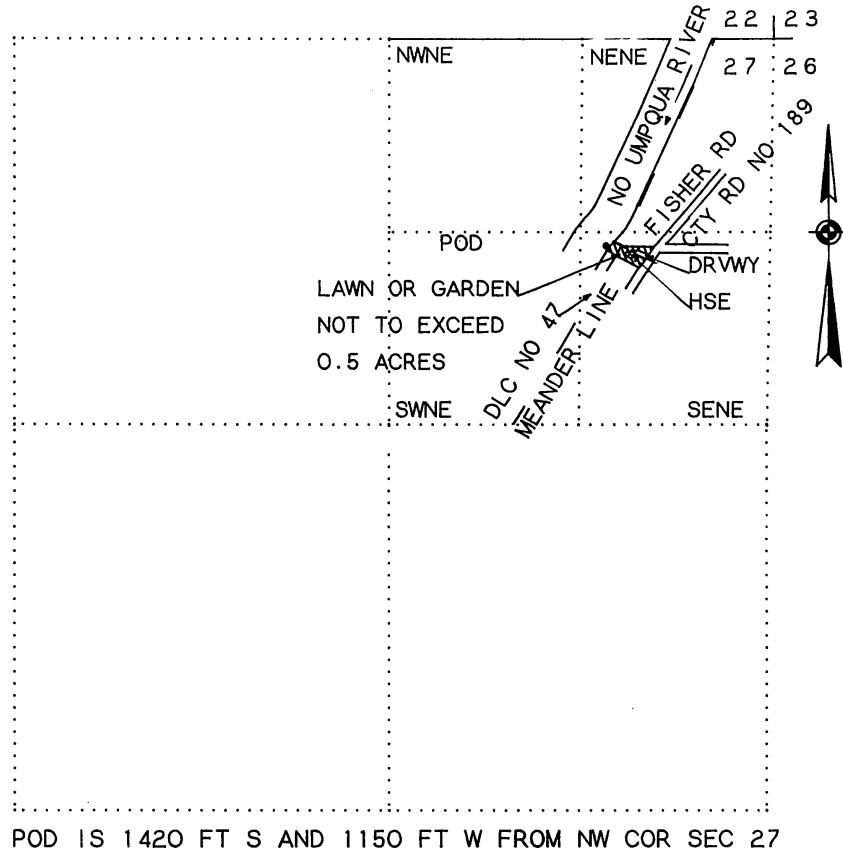 22 23
NWNE NENE 27 26
NO UMPQUA RIVER
FISHER RD
CTY RD NO 189
POD
DRVWY
LAWN OR GARDEN
NOT TO EXCEED
0.5 ACRES
HSE
DLC NO 47
MEANDER LINE
SWNE SENE
POD IS 1420 FT S AND 1150 FT W FROM NW COR SEC 27